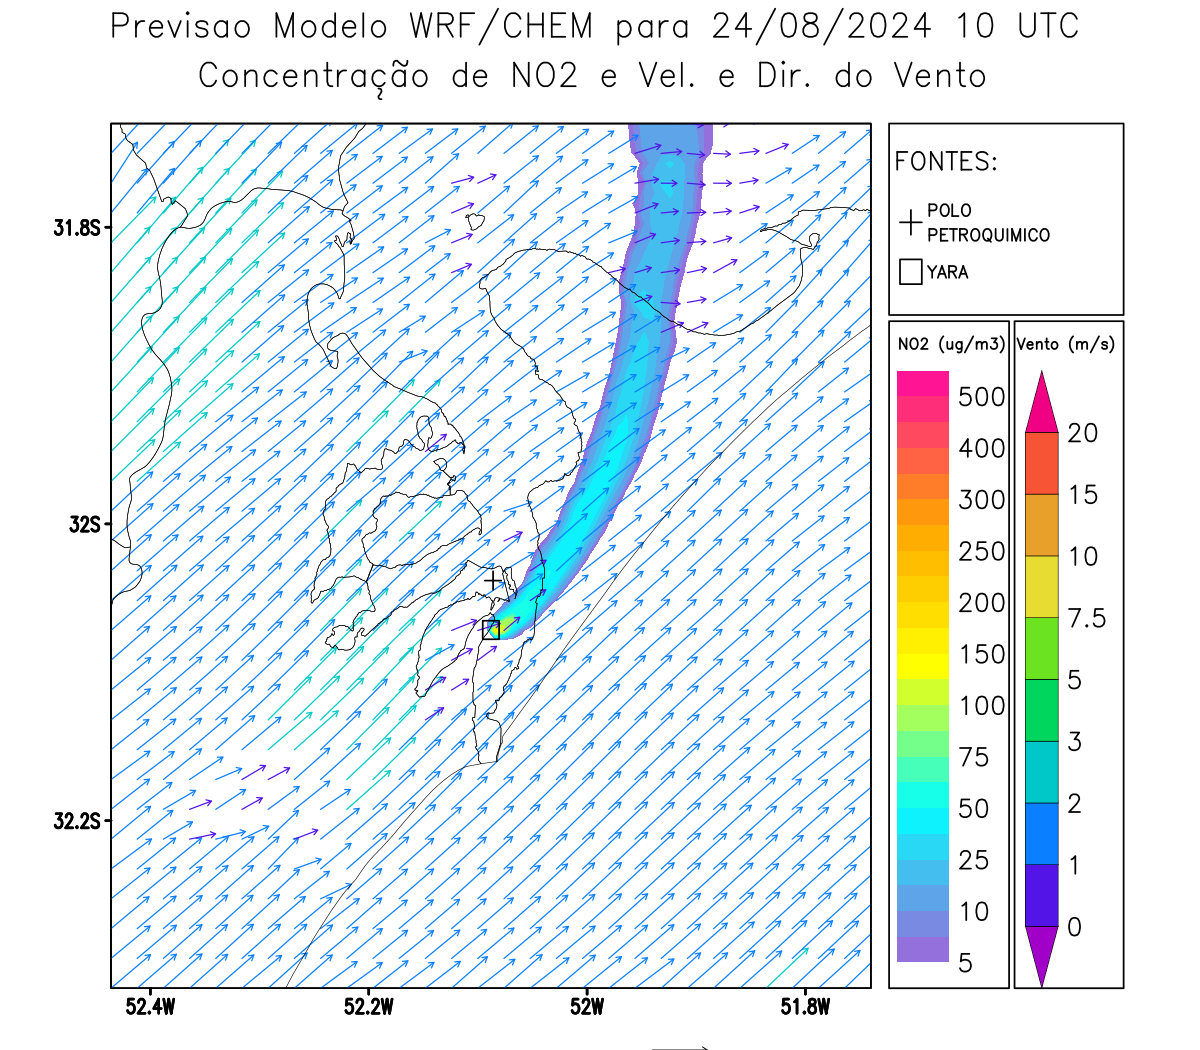 Previsao Modelo WRF/CHEM para 24/08/2024 10 UTC
Concentração de NO2 e Vel. e Dir. do Vento
FONTES:
POLO
PETROQUIMICO
YARA
31.8S
32S
32.2S
52.4W
52.2W
52W
51.8W
NO2 (ug/m3)
500
400
300
250
200
150
100
75
50
25
10
5
Vento (m/s)
20
15
10
7.5
5
3
2
1
0